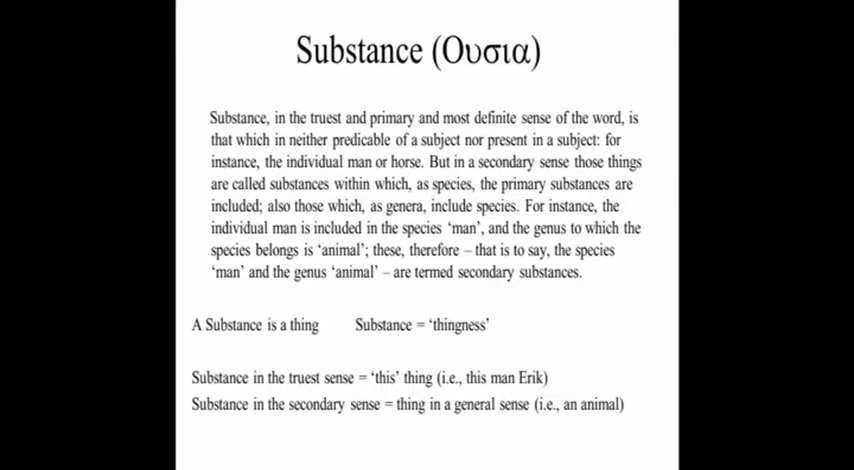 Substance (Ουσια)
Substance, in the truest and primary and most definite sense of the word, is
that which in neither predicable of a subject nor present in a subject: for
instance, the individual man or horse. But in a secondary sense those things
are called substances within which, as species, the primary substances are
included; also those which, as genera, include species. For instance, the
individual man is included in the species ‘man’, and the genus to which the
species belongs is ‘animal’; these, therefore – that is to say, the species
‘man’ and the genus ‘animal’ – are termed secondary substances.
A Substance is a thing Substance = ‘thingness’
Substance in the truest sense = ‘this’ thing (i.e., this man Erik)
Substance in the secondary sense = thing in a general sense (i.e., an animal)